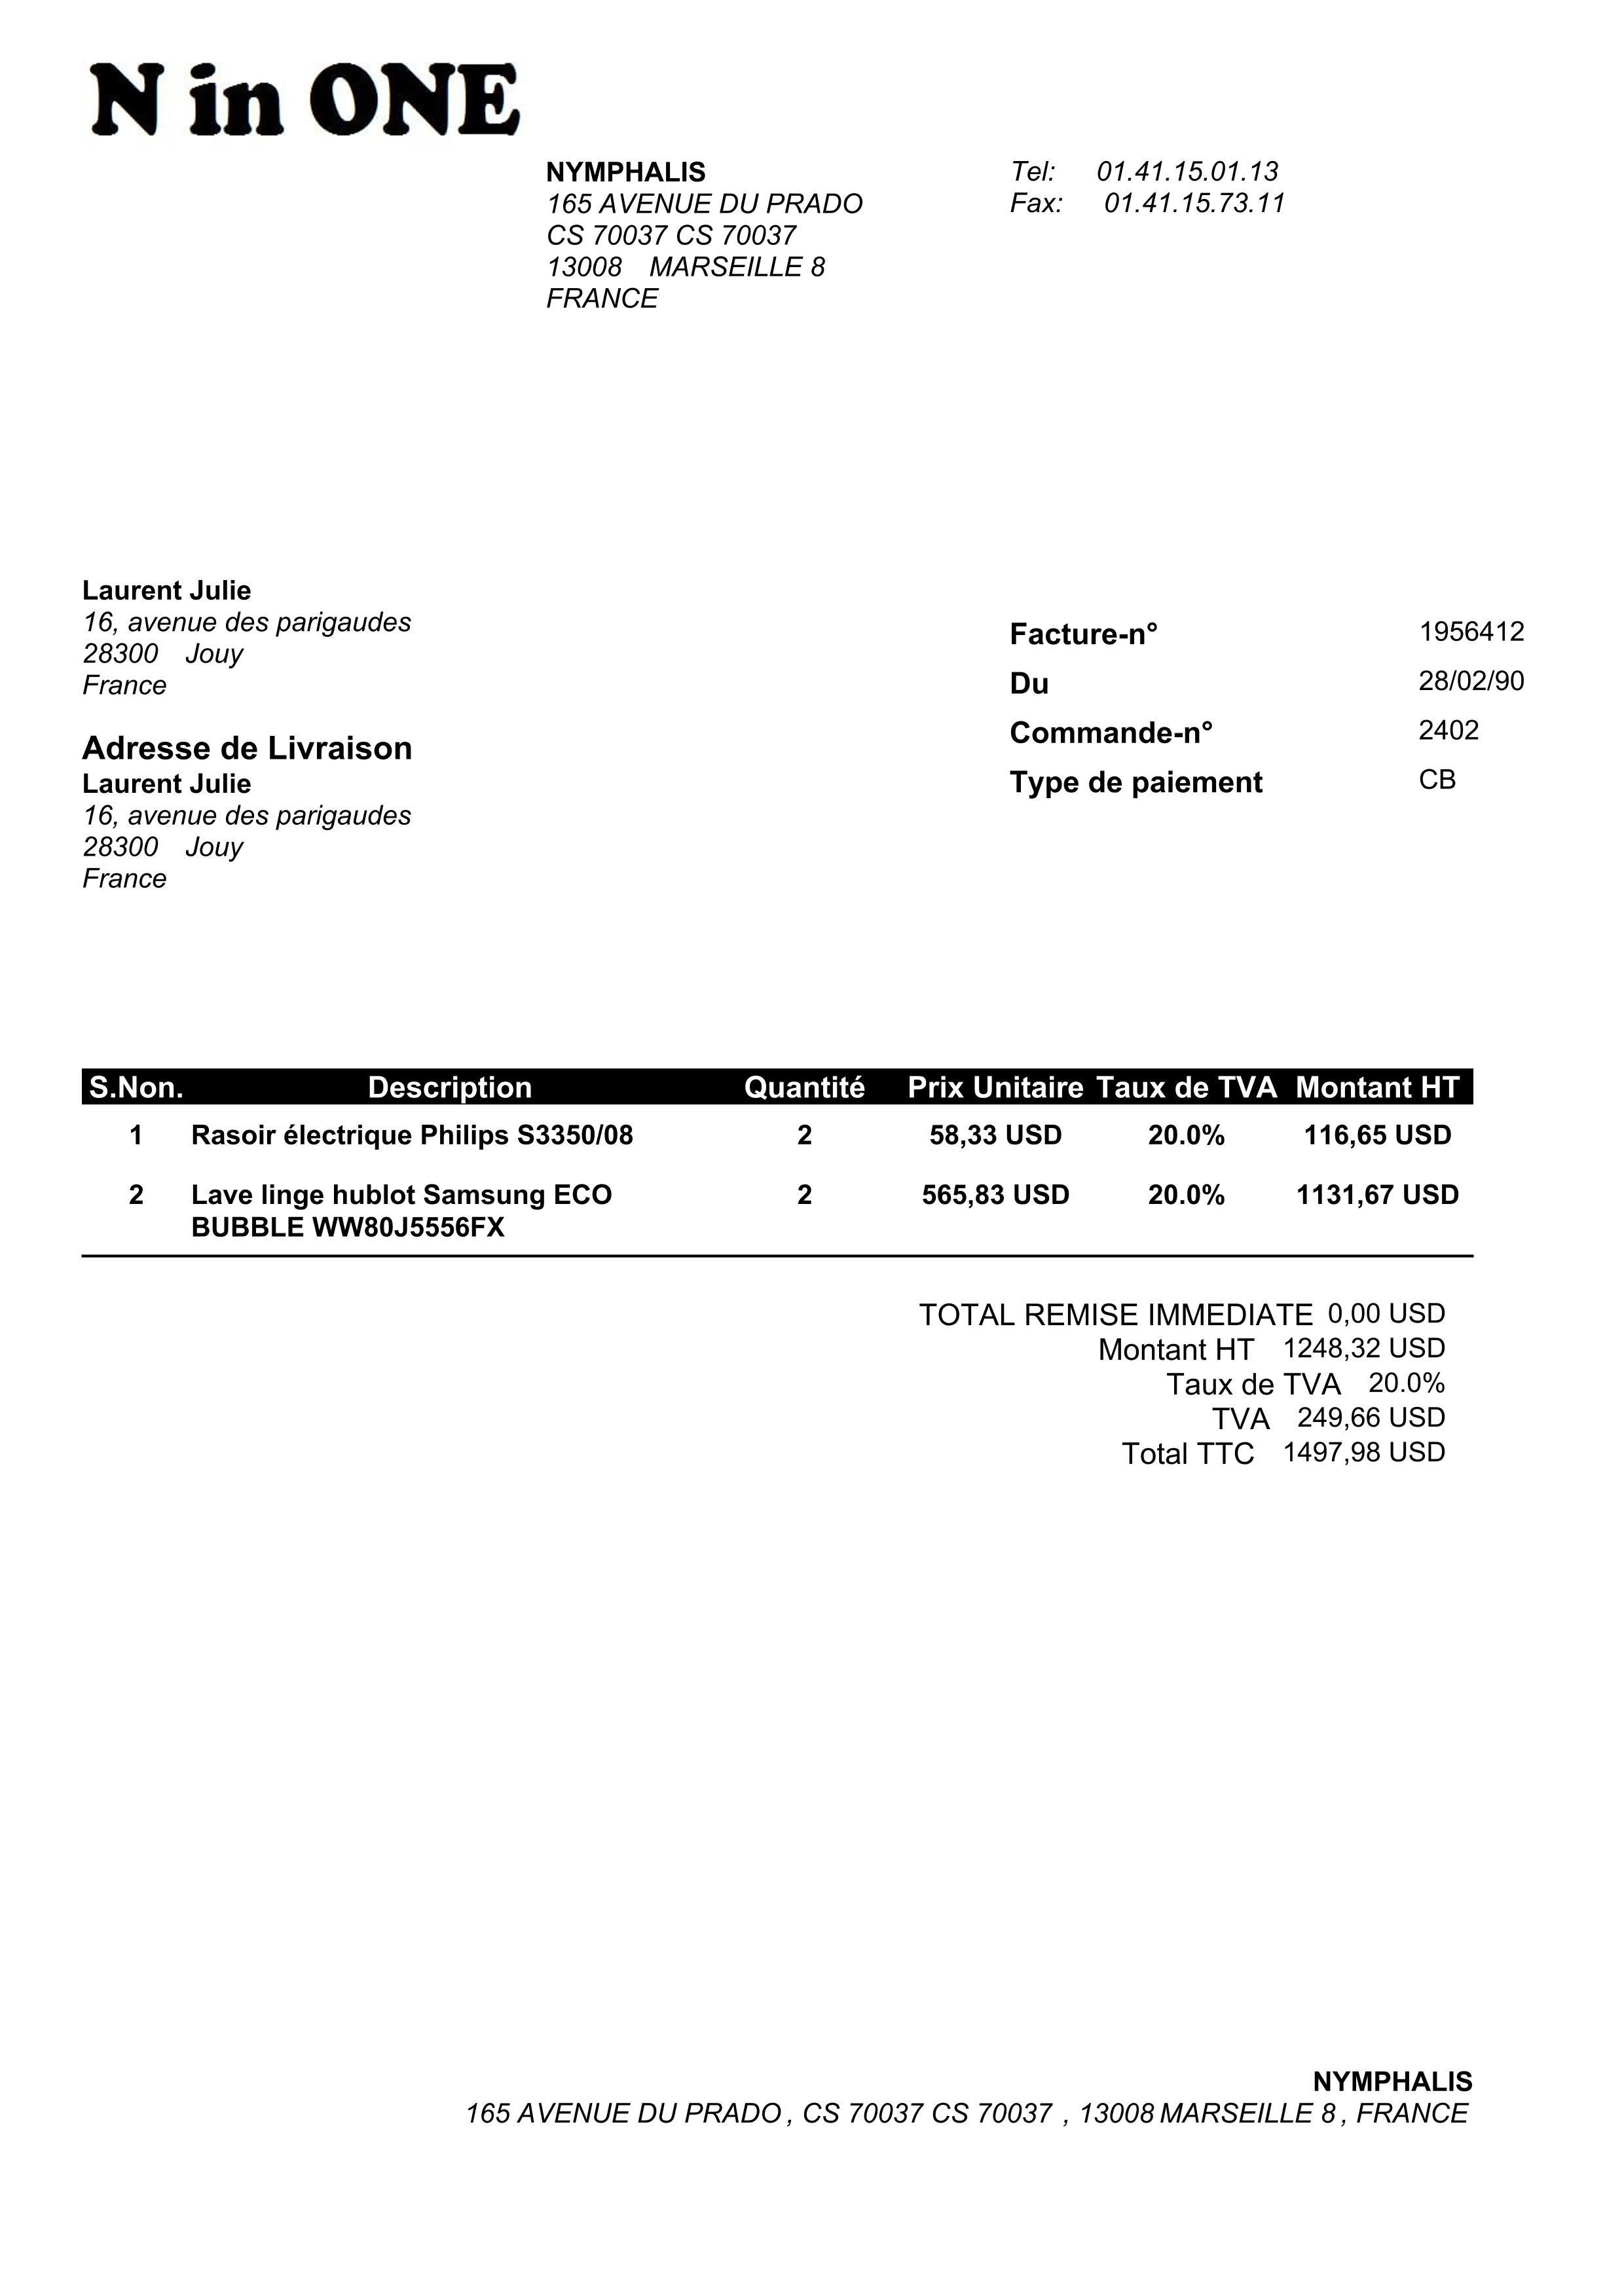 N in ONE
NYMPHALIS
165 AVENUE DU PRADO
CS 70037 CS 70037
13008 MARSEILLE 8
FRANCE
Tel: 01.41.15.01.13
Fax: 01.41.15.73.11
Laurent Julie
16, avenue des parigaudes
28300 Jouy
France
Adresse de Livraison
Laurent Julie
16, avenue des parigaudes
28300 Jouy
France
Facture-n° 1956412
Du 28/02/90
Commande-n° 2402
Type de paiement CB
S.Non. Description Quantité Prix Unitaire Taux de TVA Montant HT
1 Rasoir électrique Philips S3350/08 2 58,33 USD 20.0% 116,65 USD
2 Lave linge hublot Samsung ECO 2 565,83 USD 20.0% 1131,67 USD
BUBBLE WW80J5556FX
TOTAL REMISE IMMEDIATE 0,00 USD
Montant HT 1248,32 USD
Taux de TVA 20.0%
TVA 249,66 USD
Total TTC 1497,98 USD
NYMPHALIS
165 AVENUE DU PRADO , CS 70037 CS 70037 , 13008 MARSEILLE 8 , FRANCE